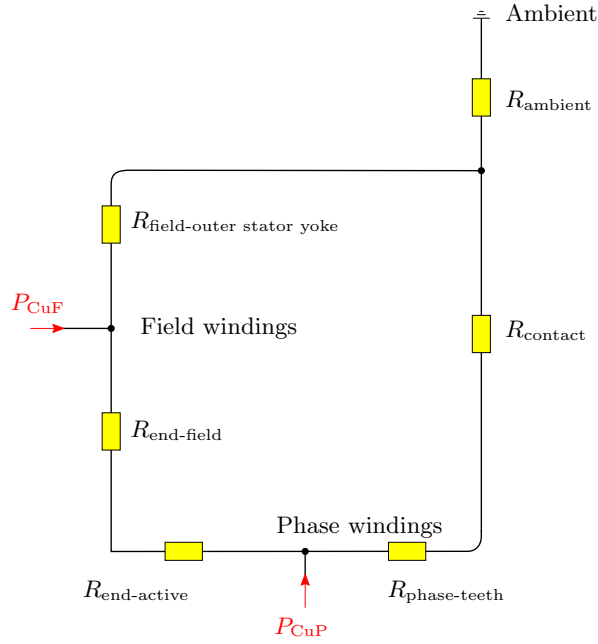 Ambient
R_ambient
R_field-outer stator yoke
P_CuF
Field windings
R_contact
R_end-field
Phase windings
R_end-active
R_phase-teeth
P_CuP